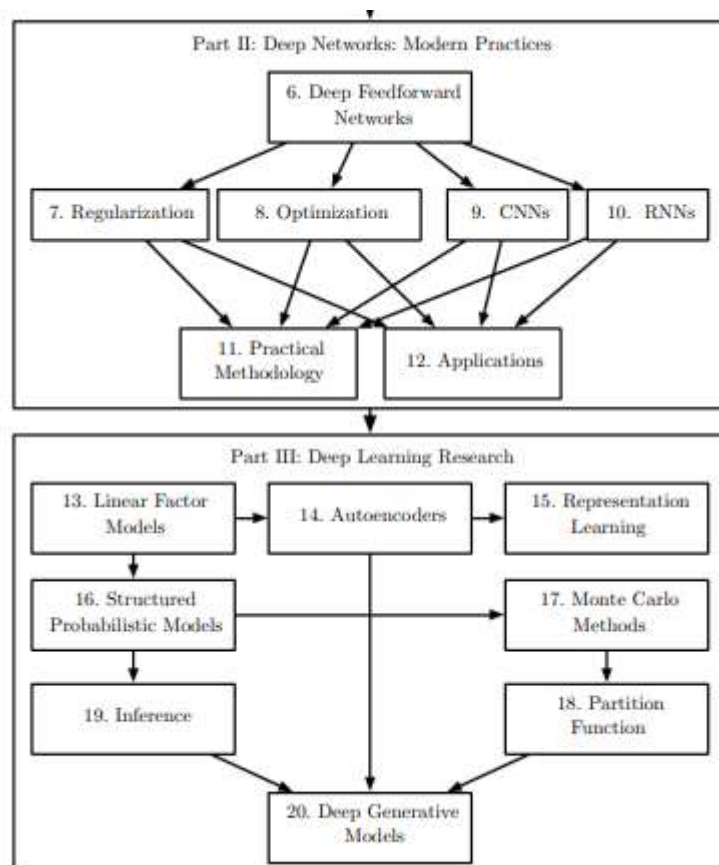 Part II: Deep Networks: Modern Practices
6. Deep Feedforward
Networks
7. Regularization
8. Optimization
9. CNNs
10. RNNs
11. Practical
Methodology
12. Applications
Part III: Deep Learning Research
13. Linear Factor
Models
14. Autoencoders
15. Representation
Learning
16. Structured
Probabilistic Models
17. Monte Carlo
Methods
19. Inference
18. Partition
Function
20. Deep Generative
Models